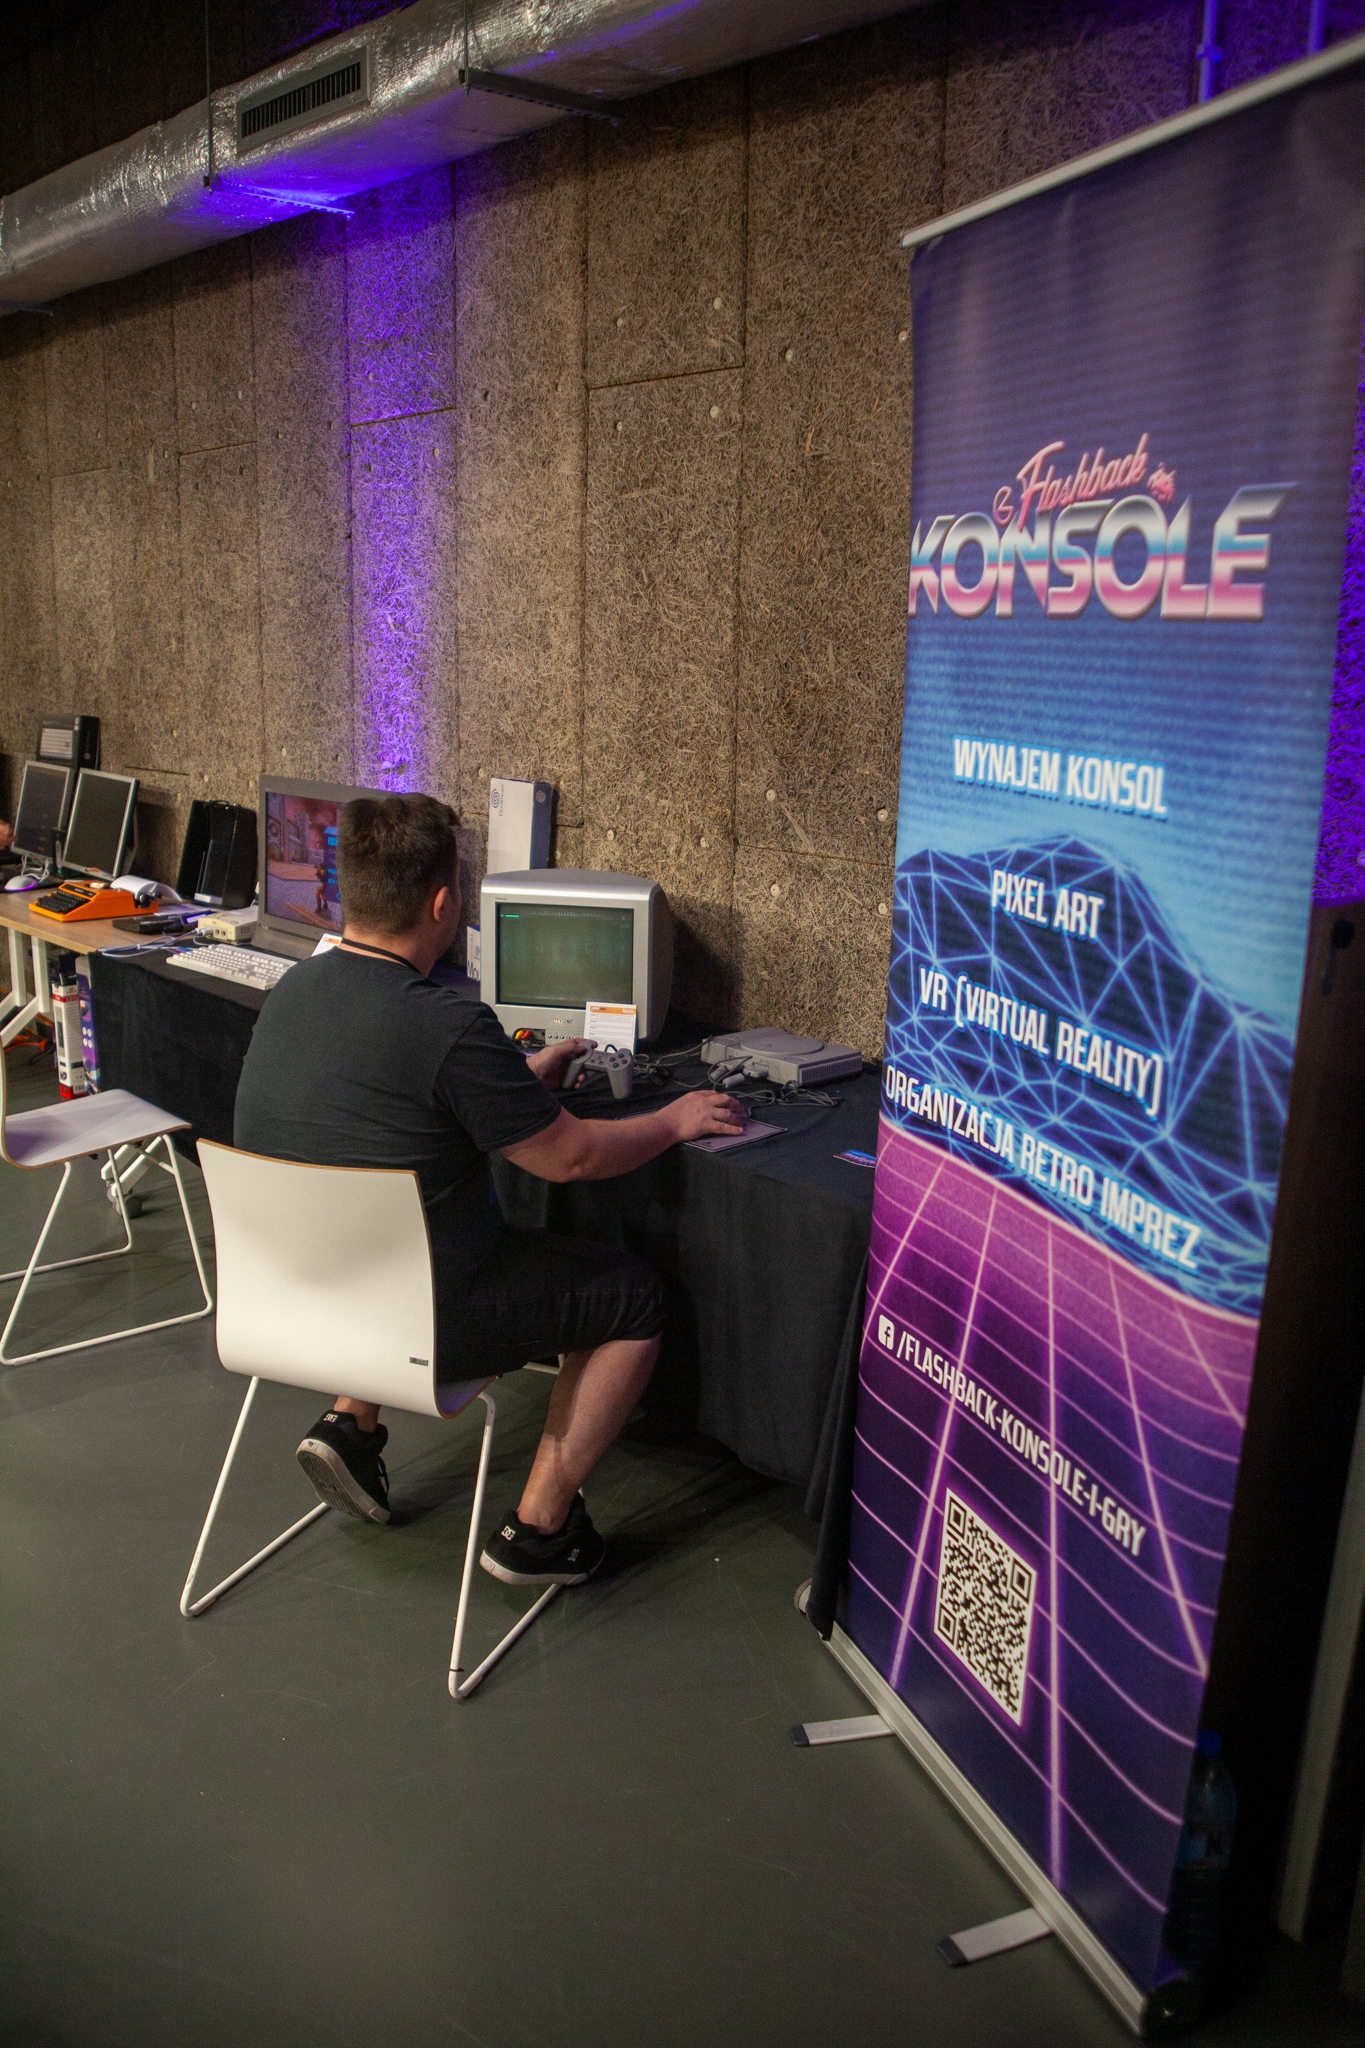 Flashback
KONSOLE
WYNAJEM KONSOL
PIXEL ART
VR (VIRTUAL REALITY)
ORGANIZACJA RETRO IMPREZ
/FLASHBACK-KONSOLE-I-GRY